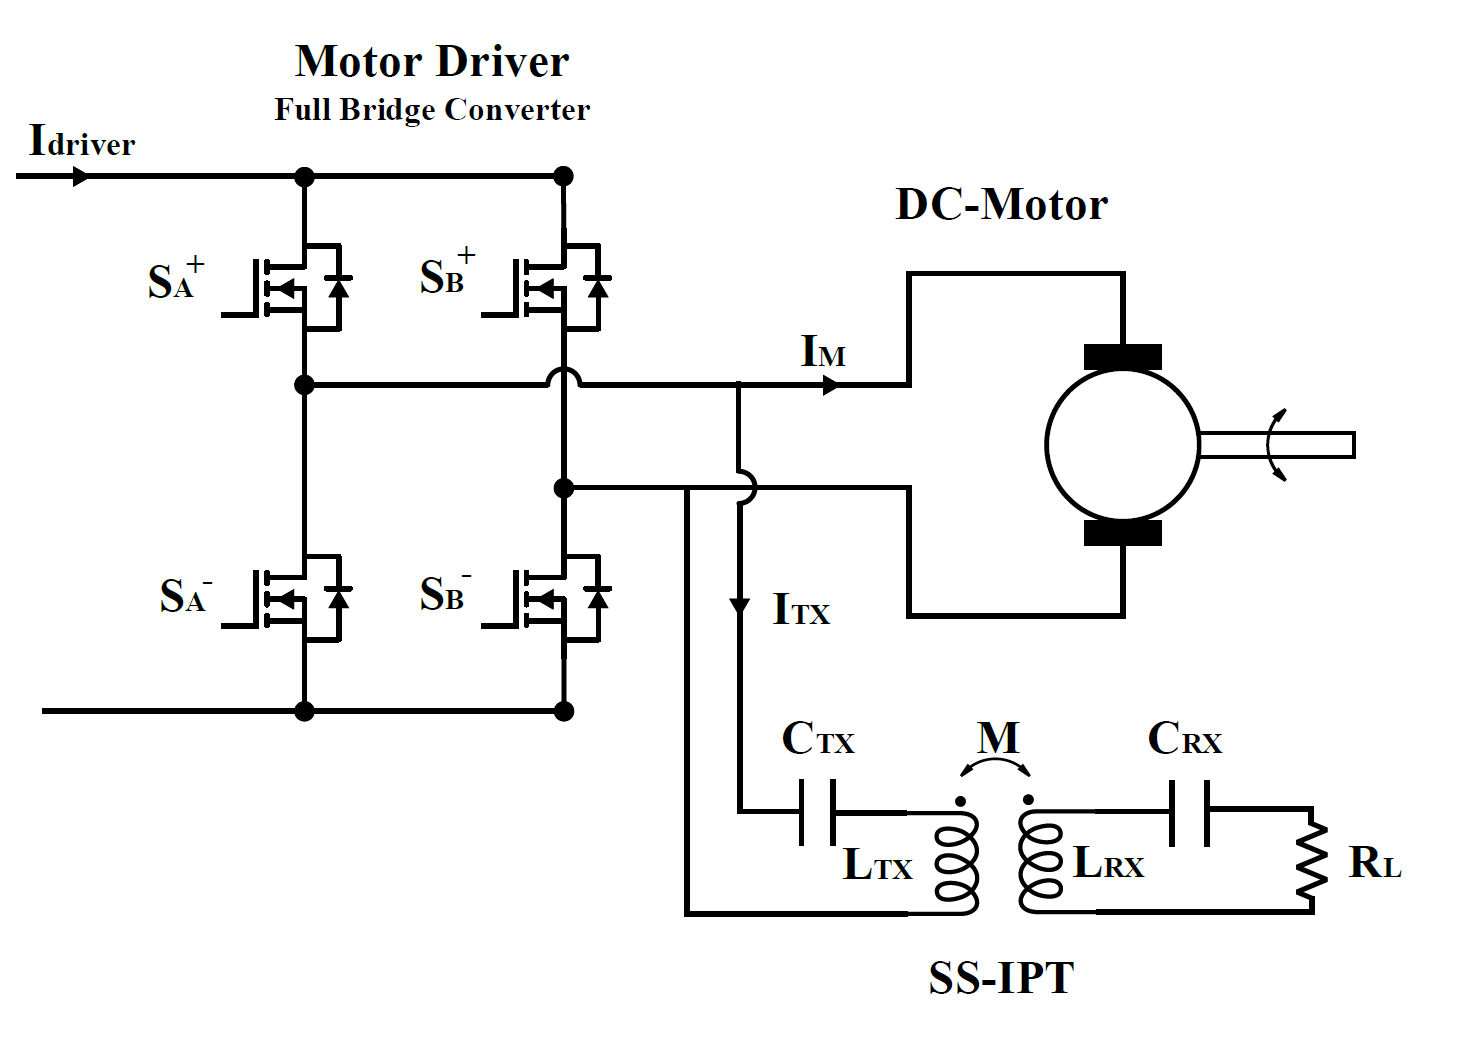 Motor Driver
Full Bridge Converter
Idriver
DC-Motor
SA+
SB+
IM
SA-
SB-
ITX
CTX
M
CRX
LTX
LRX
RL
SS-IPT